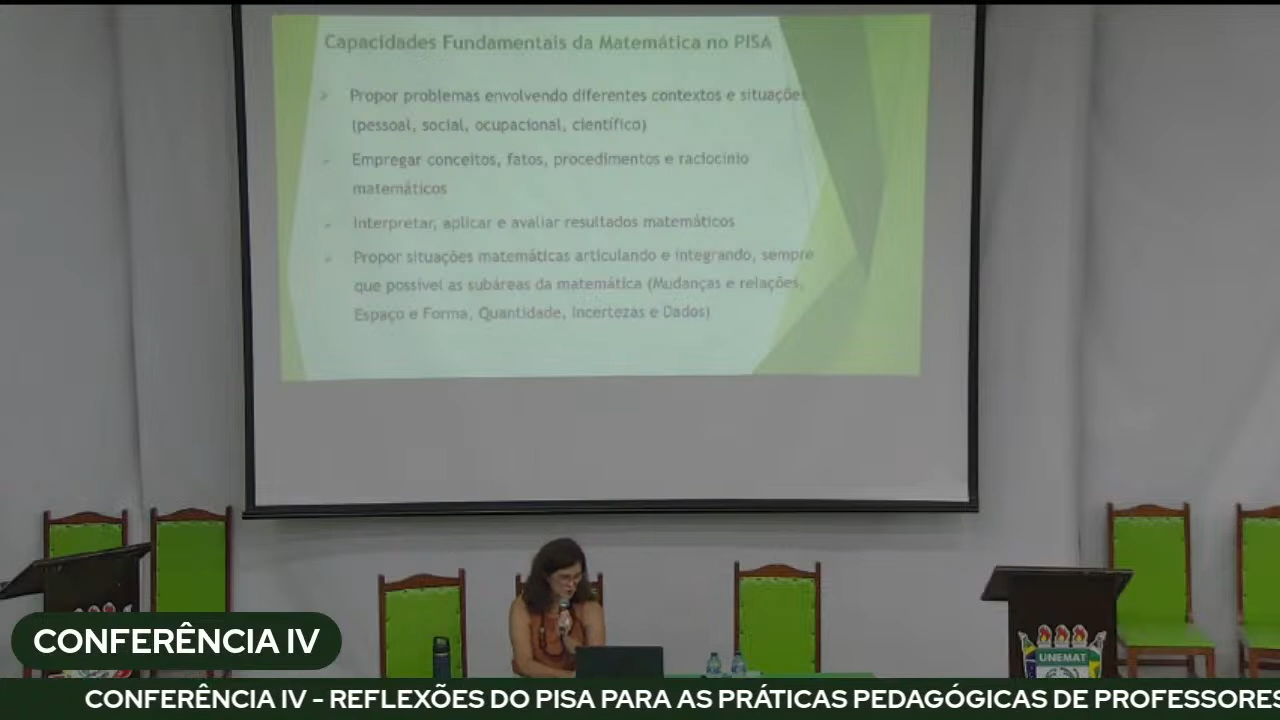 Capacidades Fundamentais da Matemática no PISA
Propor problemas envolvendo diferentes contextos e situações
(pessoal, social, ocupacional, científico)
Empregar conceitos, fatos, procedimentos e raciocínio
matemáticos
Interpretar, aplicar e avaliar resultados matemáticos
Propor situações matemáticas articulando e integrando, sempre
que possível as subáreas da matemática (Mudanças e relações,
Espaço e Forma, Quantidade, Incertezas e Dados)
UNEMAT
CONFERÊNCIA IV
CONFERÊNCIA IV - REFLEXÕES DO PISA PARA AS PRÁTICAS PEDAGÓGICAS DE PROFESSORES